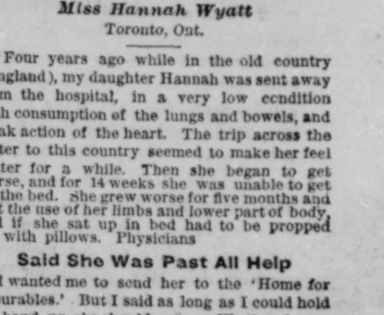 Miss Hannah Wyatt
Toronto, Ont.
Four years ago while in the old country
ngland), my daughter Hannah was sent away
m the hospital, in a very low condition
h consumption of the lungs and bowels, and
ak action of the heart. The trip across the
ter to this country seemed to make her feel
ter for a while. Then she began to get
rse, and for 14 weeks she was unable to get
the bed. She grew worse for five months and
t the use of her limbs and lower part of body,
if she sat up in bed had to be propped
with pillows. Physicians
Said She Was Past All Help
I wanted me to send her to the 'Home for
urables.' But I said as long as I could hold